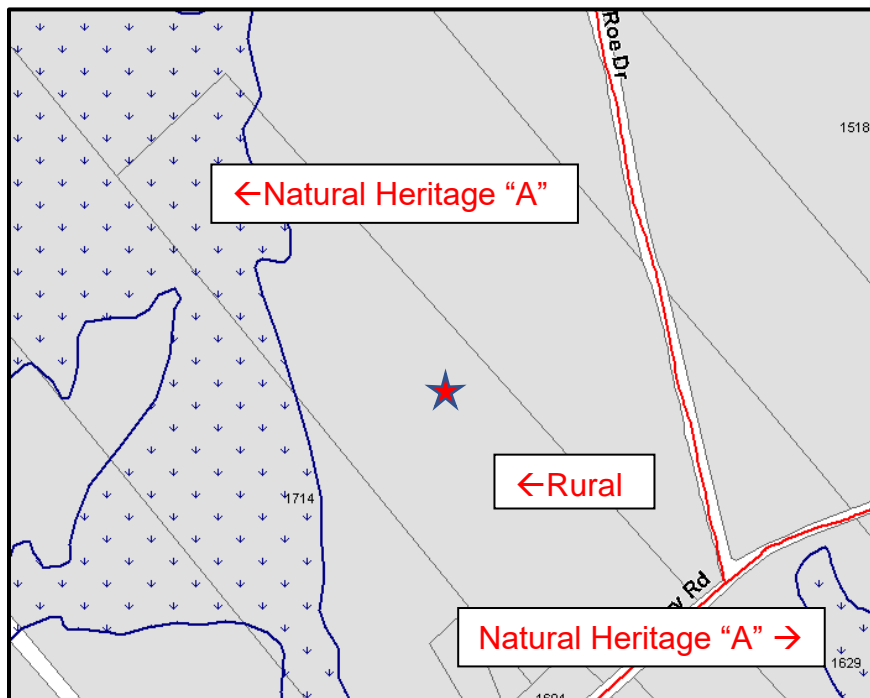 Roe Dr
1518
←Natural Heritage “A”
←Rural
1714
Rd
Natural Heritage “A” →
1629